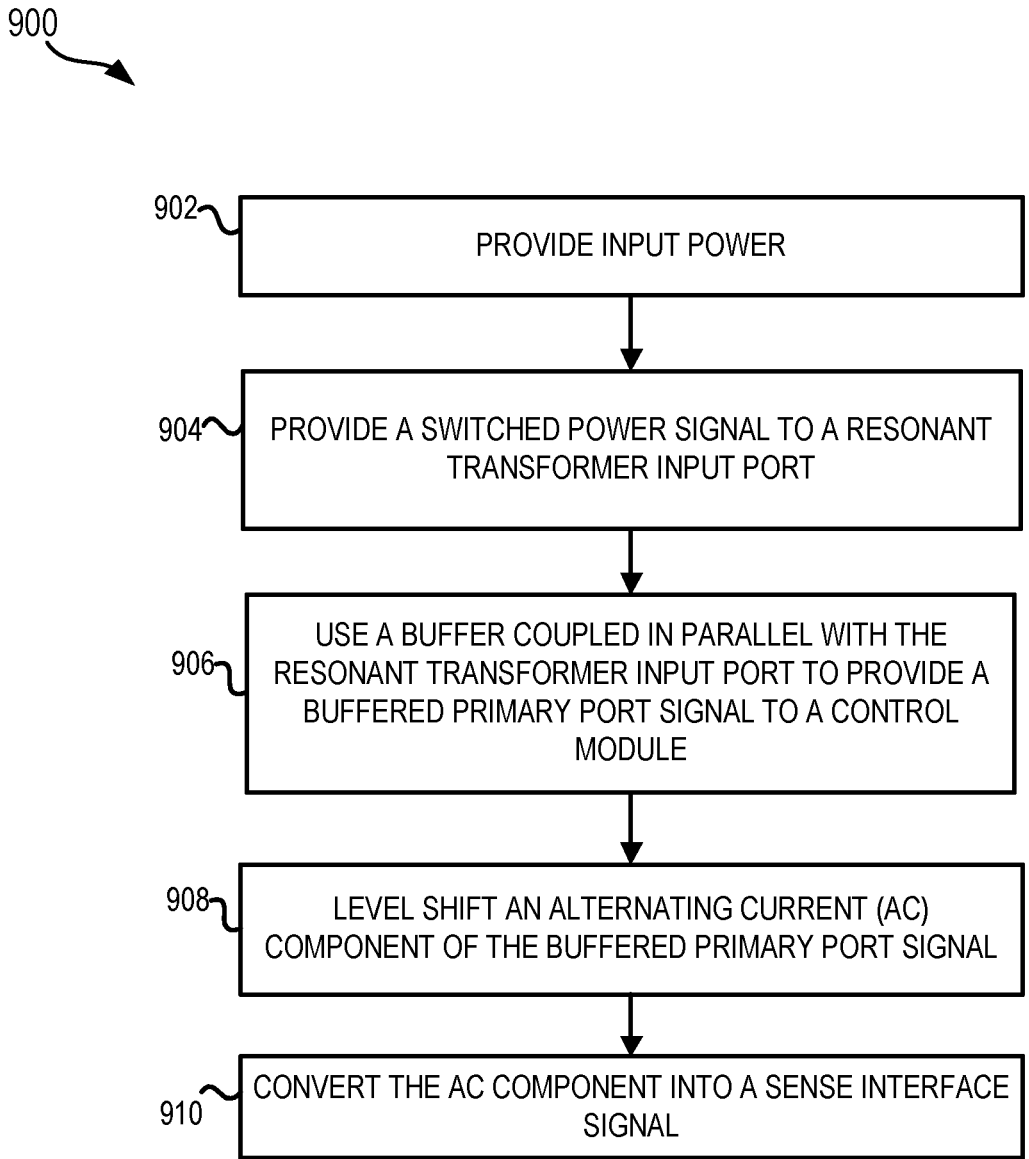 900
902
PROVIDE INPUT POWER
904
PROVIDE A SWITCHED POWER SIGNAL TO A RESONANT
TRANSFORMER INPUT PORT
906
USE A BUFFER COUPLED IN PARALLEL WITH THE
RESONANT TRANSFORMER INPUT PORT TO PROVIDE A
BUFFERED PRIMARY PORT SIGNAL TO A CONTROL
MODULE
908
LEVEL SHIFT AN ALTERNATING CURRENT (AC)
COMPONENT OF THE BUFFERED PRIMARY PORT SIGNAL
910
CONVERT THE AC COMPONENT INTO A SENSE INTERFACE
SIGNAL